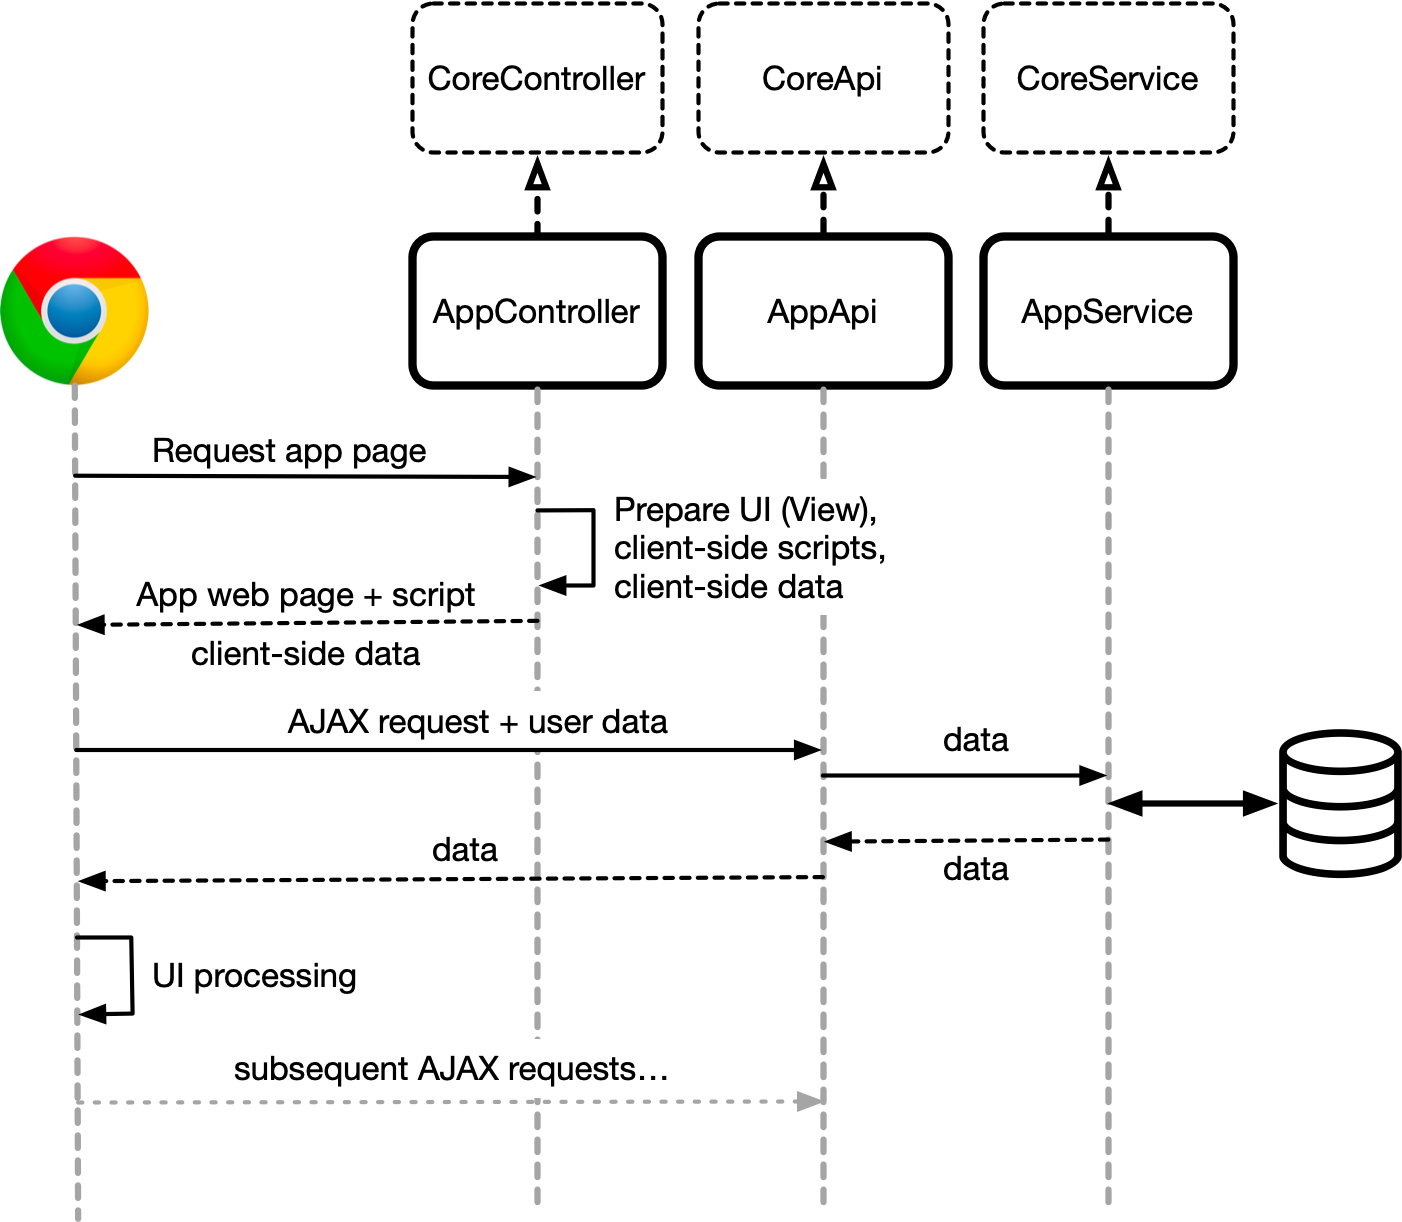 CoreController
CoreApi
CoreService
AppController
AppApi
AppService
Request app page
Prepare UI (View),
client-side scripts,
client-side data
App web page + script
client-side data
AJAX request + user data
data
data
data
UI processing
subsequent AJAX requests…